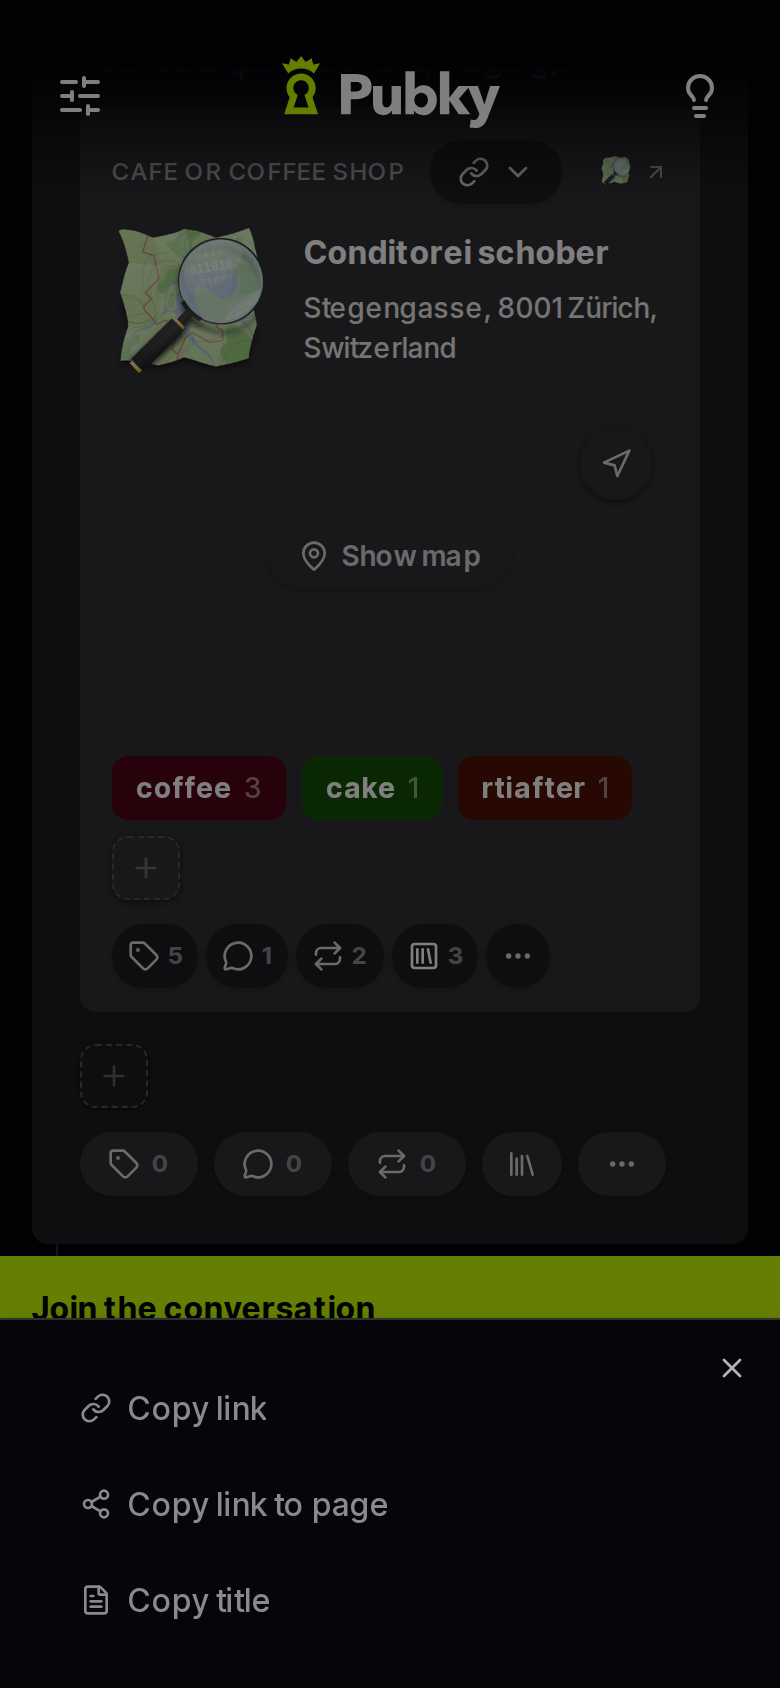 Pubky
CAFE OR COFFEE SHOP
Conditorei schober
Stegengasse, 8001 Zürich,
Switzerland
Show map
coffee 3
cake 1
rtiafter 1
5 1 2 3
0 0 0
Join the conversation
Copy link
Copy link to page
Copy title